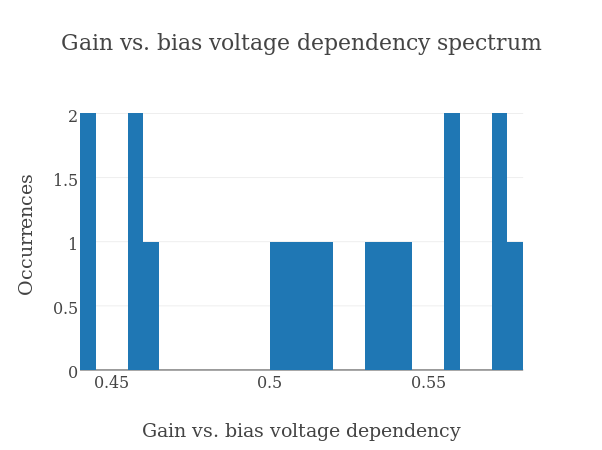 Gain vs. bias voltage dependency spectrum
2
1.5
1
0.5
0
Occurrences
0.45
0.5
0.55
Gain vs. bias voltage dependency